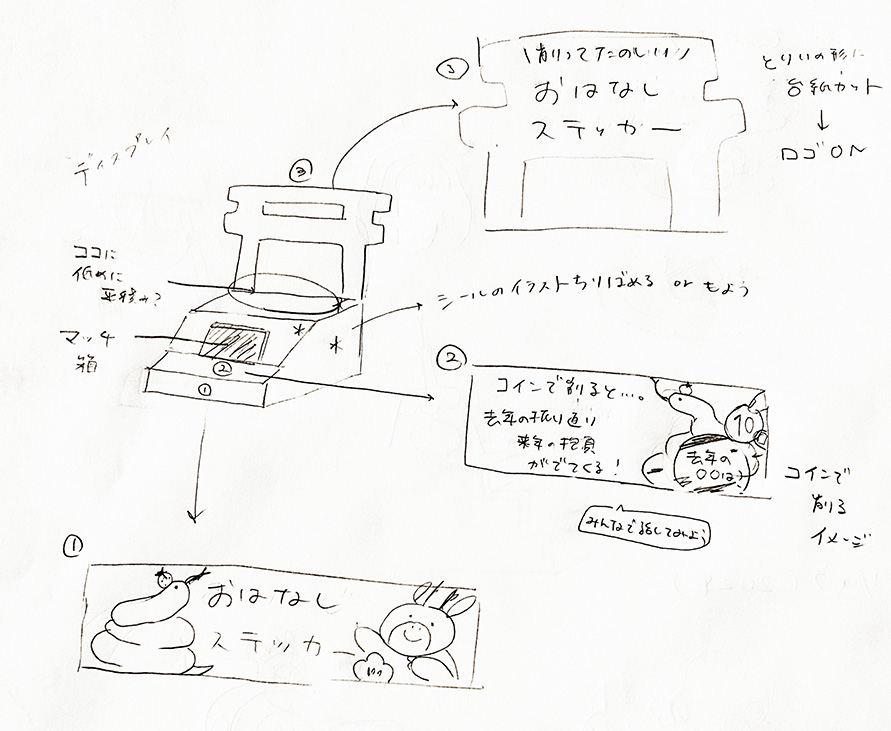 ディスプレイ
③
ココに
低めに
平積み?
マッチ
箱
②
①
③
\削ってたのしい!/
おはなし
ステッカー
とりいの形に
台紙カット
↓
ロゴON
シールのイラストちりばめる or もよう
②
コインで削ると…。
去年の振り返り
来年の抱負
がでてくる!
10
去年の
〇〇は
みんなで話してみよう
コインで
削る
イメージ
①
おはなし
ステッカー